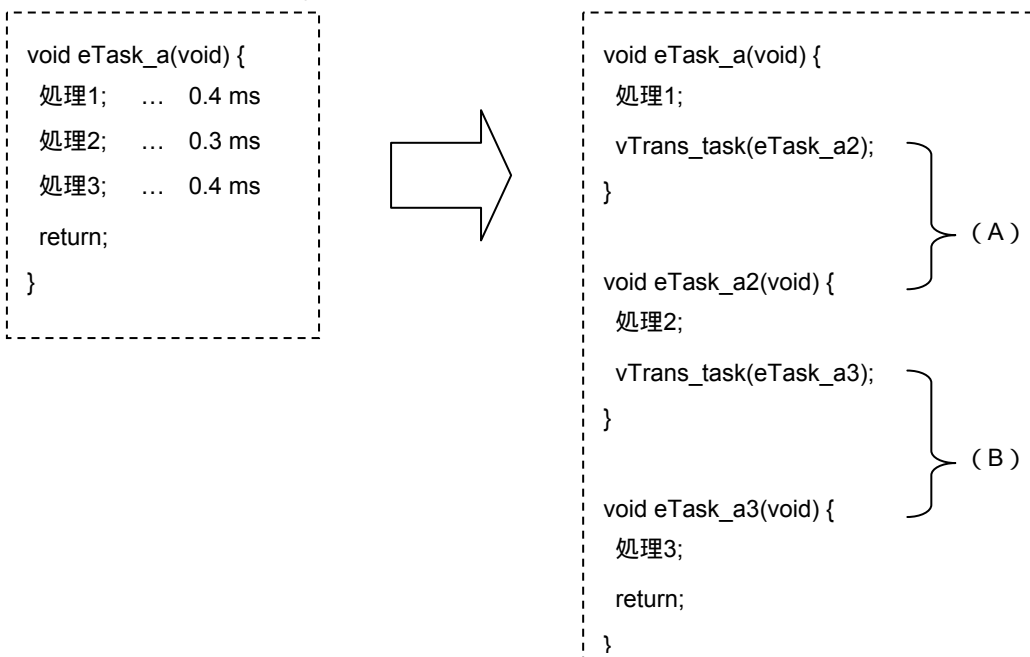 void eTask_a(void) {
処理1; … 0.4 ms
処理2; … 0.3 ms
処理3; … 0.4 ms
return;
}
void eTask_a(void) {
処理1;
vTrans_task(eTask_a2);
}
(A)
void eTask_a2(void) {
処理2;
vTrans_task(eTask_a3);
}
(B)
void eTask_a3(void) {
処理3;
return;
}